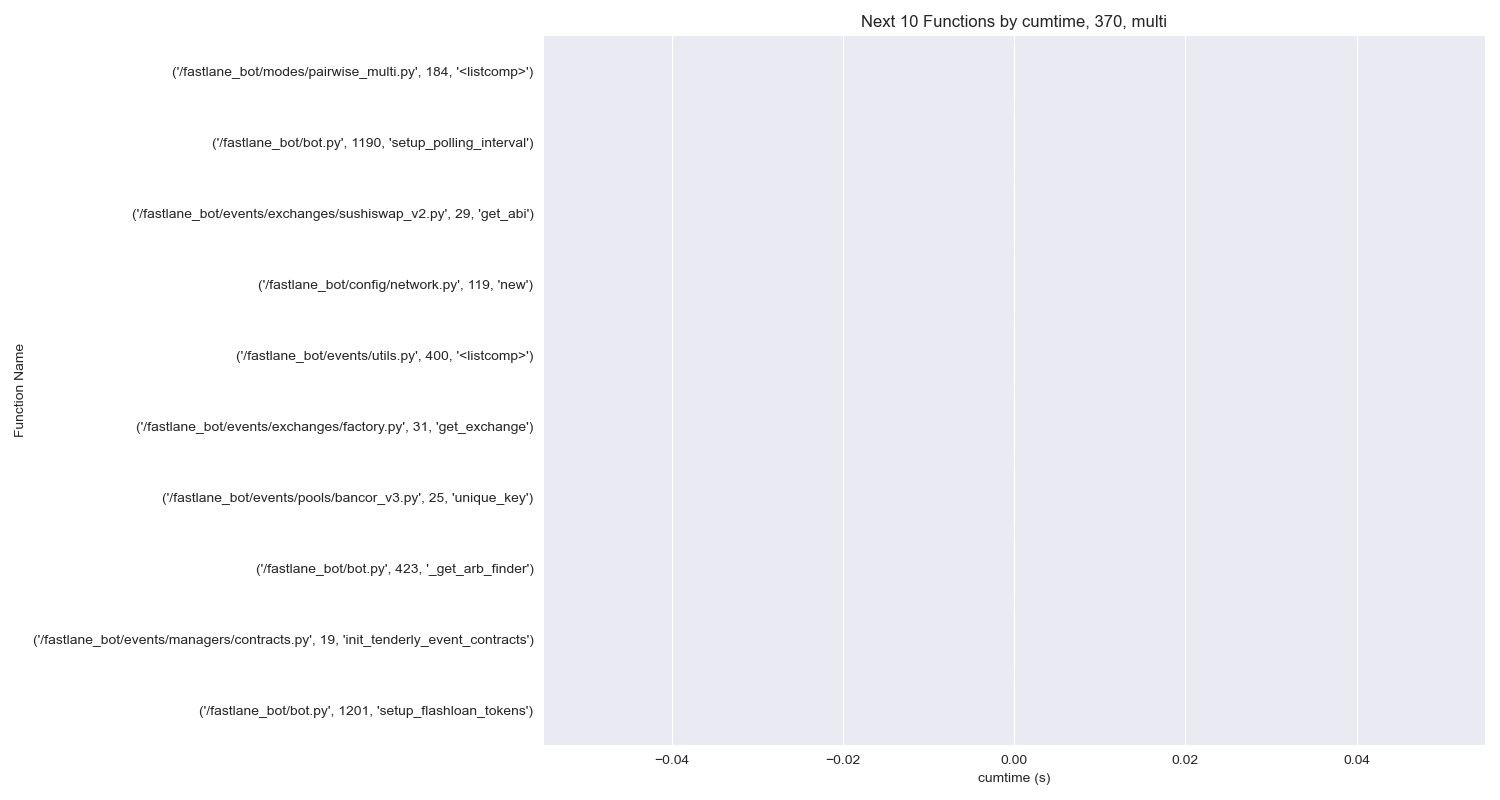 Next 10 Functions by cumtime, 370, multi
('/fastlane_bot/modes/pairwise_multi.py', 184, '<listcomp>')
('/fastlane_bot/bot.py', 1190, 'setup_polling_interval')
('/fastlane_bot/events/exchanges/sushiswap_v2.py', 29, 'get_abi')
('/fastlane_bot/config/network.py', 119, 'new')
('/fastlane_bot/events/utils.py', 400, '<listcomp>')
('/fastlane_bot/events/exchanges/factory.py', 31, 'get_exchange')
('/fastlane_bot/events/pools/bancor_v3.py', 25, 'unique_key')
('/fastlane_bot/bot.py', 423, '_get_arb_finder')
('/fastlane_bot/events/managers/contracts.py', 19, 'init_tenderly_event_contracts')
('/fastlane_bot/bot.py', 1201, 'setup_flashloan_tokens')
Function Name
−0.04 −0.02 0.00 0.02 0.04
cumtime (s)